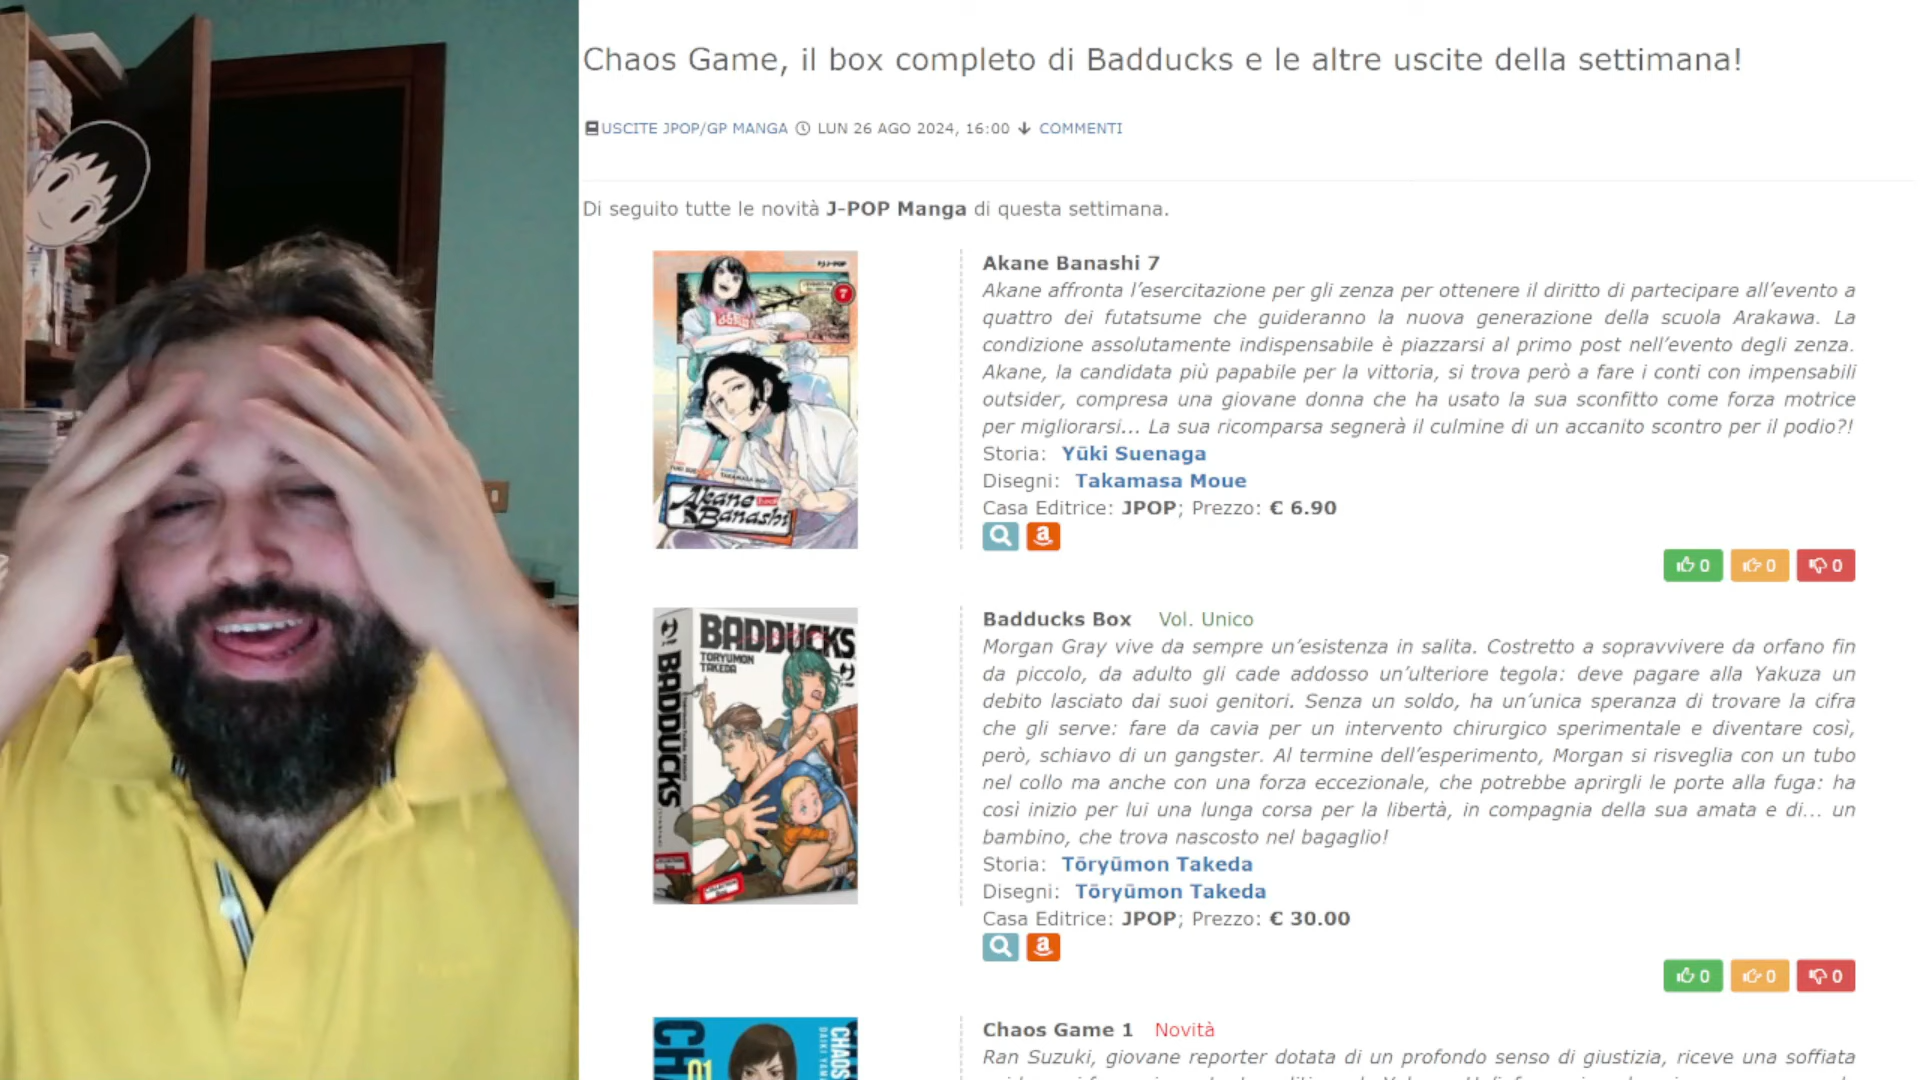 Chaos Game, il box completo di Badducks e le altre uscite della settimana!
USCITE JPOP/GP MANGA LUN 26 AGO 2024, 16:00 COMMENTI
Di seguito tutte le novità J-POP Manga di questa settimana.
J-POP
7
Akane
Banashi
Akane Banashi 7
Akane affronta l'esercitazione per gli zenza per ottenere il diritto di partecipare all'evento a
quattro dei futatsume che guideranno la nuova generazione della scuola Arakawa. La
condizione assolutamente indispensabile è piazzarsi al primo post nell'evento degli zenza.
Akane, la candidata più papabile per la vittoria, si trova però a fare i conti con impensabili
outsider, compresa una giovane donna che ha usato la sua sconfitto come forza motrice
per migliorarsi... La sua ricomparsa segnerà il culmine di un accanito scontro per il podio?!
Storia: Yūki Suenaga
Disegni: Takamasa Moue
Casa Editrice: JPOP; Prezzo: € 6.90
0 0 0
BADDUCKS
TORYUMON
TAKEDA
BADDUCKS
Badducks Box Vol. Unico
Morgan Gray vive da sempre un'esistenza in salita. Costretto a sopravvivere da orfano fin
da piccolo, da adulto gli cade addosso un'ulteriore tegola: deve pagare alla Yakuza un
debito lasciato dai suoi genitori. Senza un soldo, ha un'unica speranza di trovare la cifra
che gli serve: fare da cavia per un intervento chirurgico sperimentale e diventare così,
però, schiavo di un gangster. Al termine dell'esperimento, Morgan si risveglia con un tubo
nel collo ma anche con una forza eccezionale, che potrebbe aprirgli le porte alla fuga: ha
così inizio per lui una lunga corsa per la libertà, in compagnia della sua amata e di... un
bambino, che trova nascosto nel bagaglio!
Storia: Tōryūmon Takeda
Disegni: Tōryūmon Takeda
Casa Editrice: JPOP; Prezzo: € 30.00
0 0 0
CHAOS
01
Chaos Game 1 Novità
Ran Suzuki, giovane reporter dotata di un profondo senso di giustizia, riceve una soffiata